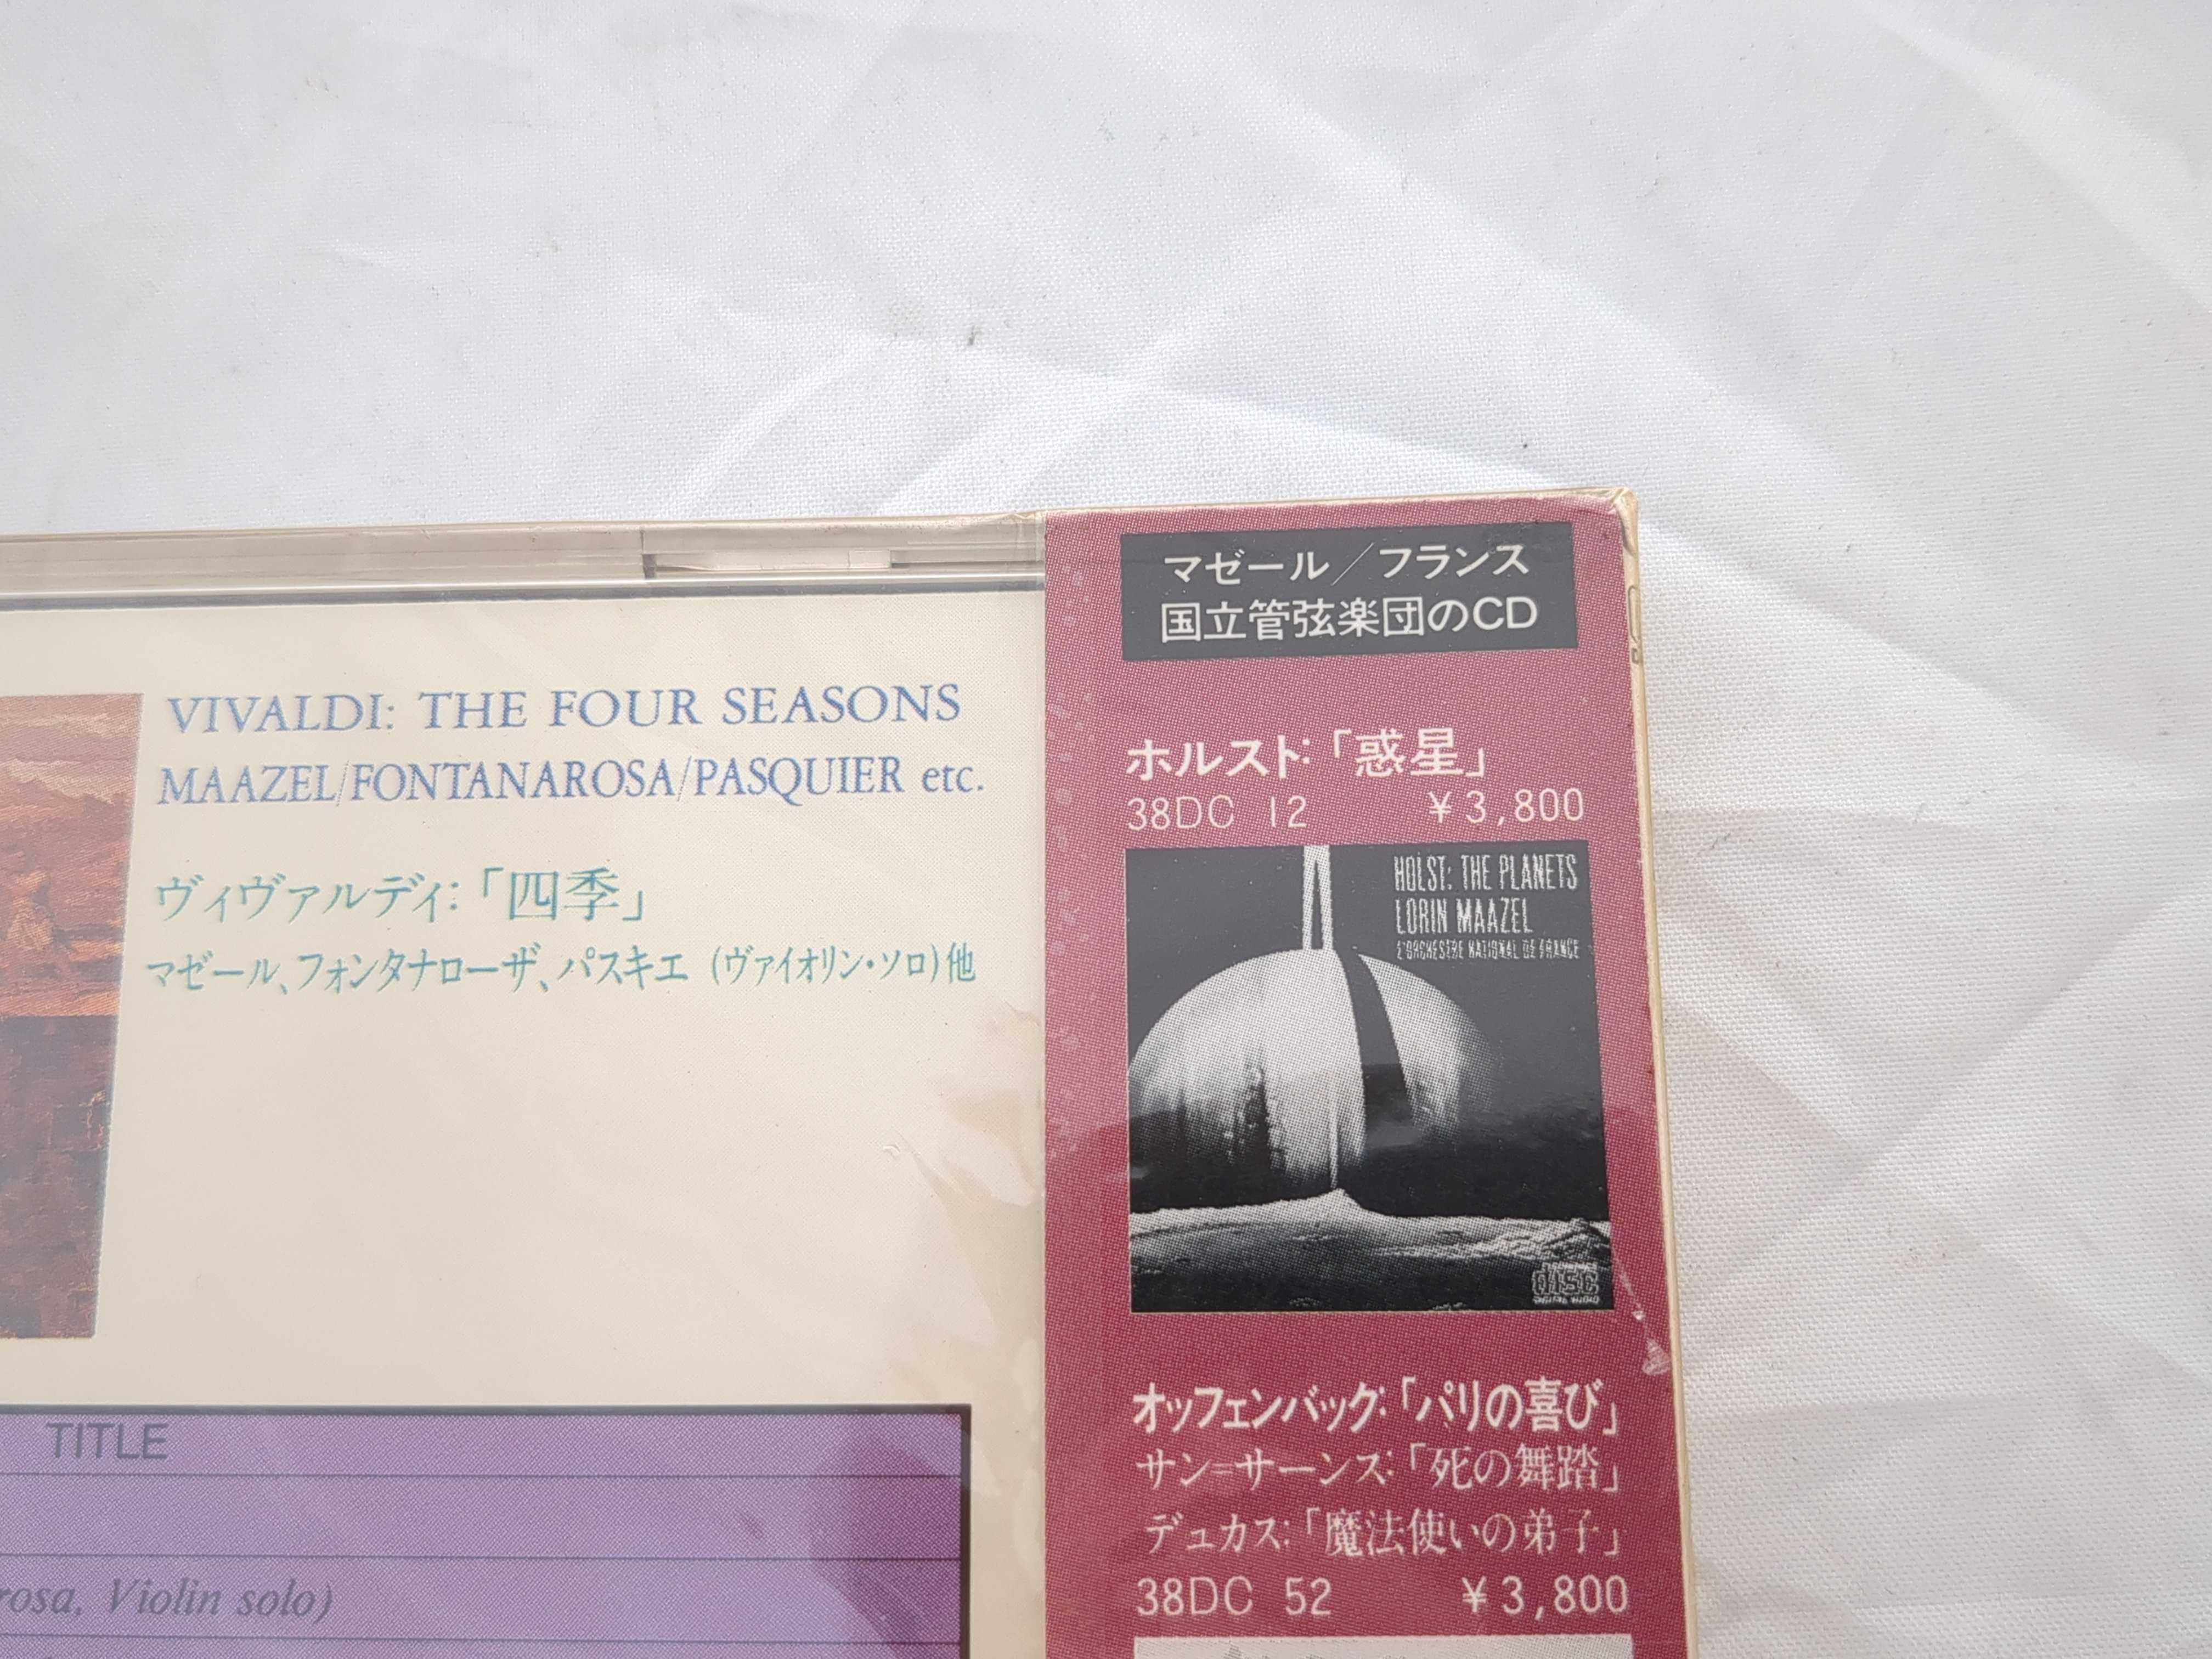 VIVALDI: THE FOUR SEASONS
MAAZEL/FONTANAROSA/PASQUIER etc.
ヴィヴァルディ:「四季」
マゼール、フォンタナローザ、パスキエ (ヴァイオリン・ソロ)他
TITLE
rosa, Violin solo)
マゼール/フランス
国立管弦楽団のCD
ホルスト:「惑星」
38DC 12 ¥3,800
HOLST: THE PLANETS
LORIN MAAZEL
L'ORCHESTRE NATIONAL DE FRANCE
COMPACT
disc
DIGITAL AUDIO
オッフェンバック:「パリの喜び」
サン=サーンス:「死の舞踏」
デュカス:「魔法使いの弟子」
38DC 52 ¥3,800